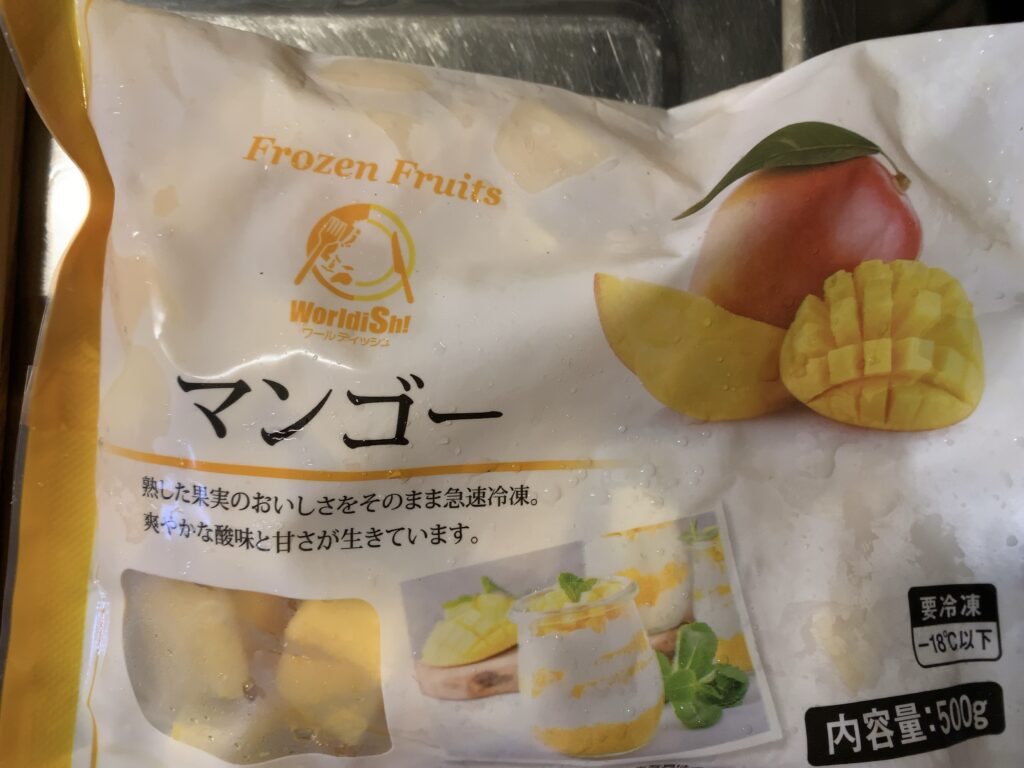 Frozen Fruits
WorldiSh!
ワールディッシュ
マンゴー
熟した果実のおいしさをそのまま急速冷凍。
爽やかな酸味と甘さが生きています。
要冷凍
-18℃以下
内容量:500g